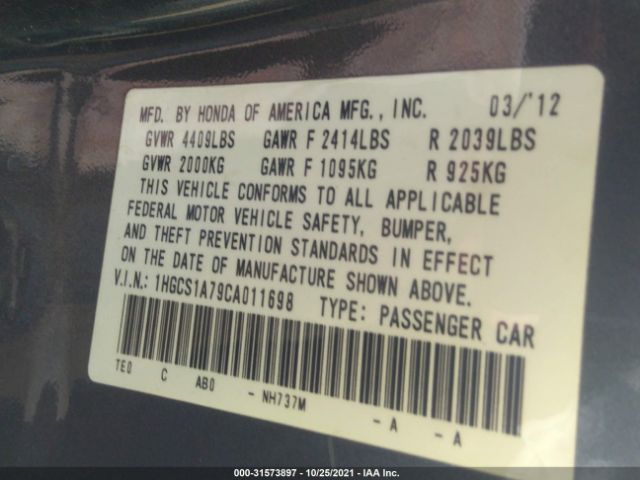 MFD. BY HONDA OF AMERICA MFG., INC. 03/'12
GVWR 4409LBS GAWR F 2414LBS R 2039LBS
GVWR 2000KG GAWR F 1095KG R 925KG
THIS VEHICLE CONFORMS TO ALL APPLICABLE
FEDERAL MOTOR VEHICLE SAFETY, BUMPER,
AND THEFT PREVENTION STANDARDS IN EFFECT
ON THE DATE OF MANUFACTURE SHOWN ABOVE.
V.I.N.: 1HGCS1A79CA011698 TYPE: PASSENGER CAR
TE0 C AB0 - NH737M - A - A
000-31573897 - 10/25/2021 - IAA Inc.